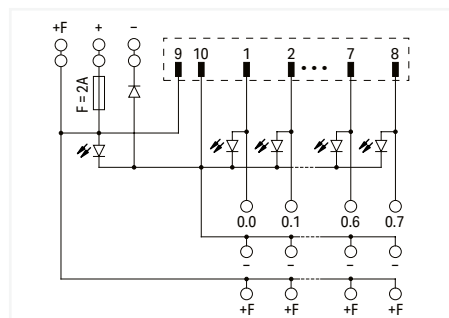 +F + −
9 10 1 2 ••• 7 8
F = 2A
0.0 0.1 0.6 0.7
− − − −
+F +F +F +F